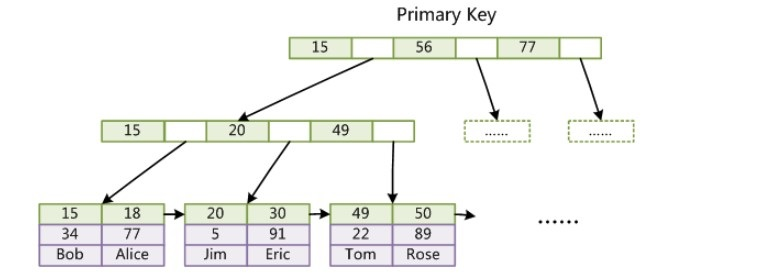 Primary Key
15 56 77
15 20 49
...... ......
15 18 20 30 49 50
34 77 5 91 22 89
Bob Alice Jim Eric Tom Rose
......